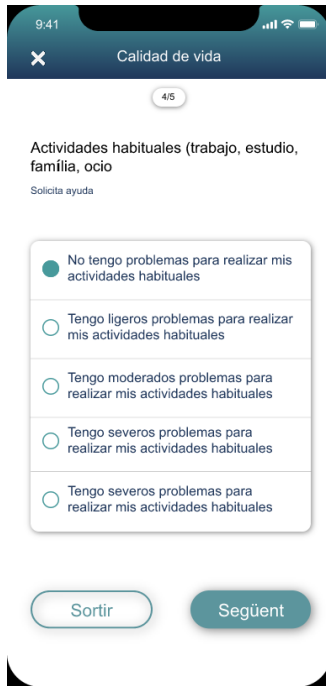 9:41
Calidad de vida
4/5
Actividades habituales (trabajo, estudio,
família, ocio
Solicita ayuda
No tengo problemas para realizar mis
actividades habituales
Tengo ligeros problemas para realizar
mis actividades habituales
Tengo moderados problemas para
realizar mis actividades habituales
Tengo severos problemas para
realizar mis actividades habituales
Tengo severos problemas para
realizar mis actividades habituales
Sortir
Següent